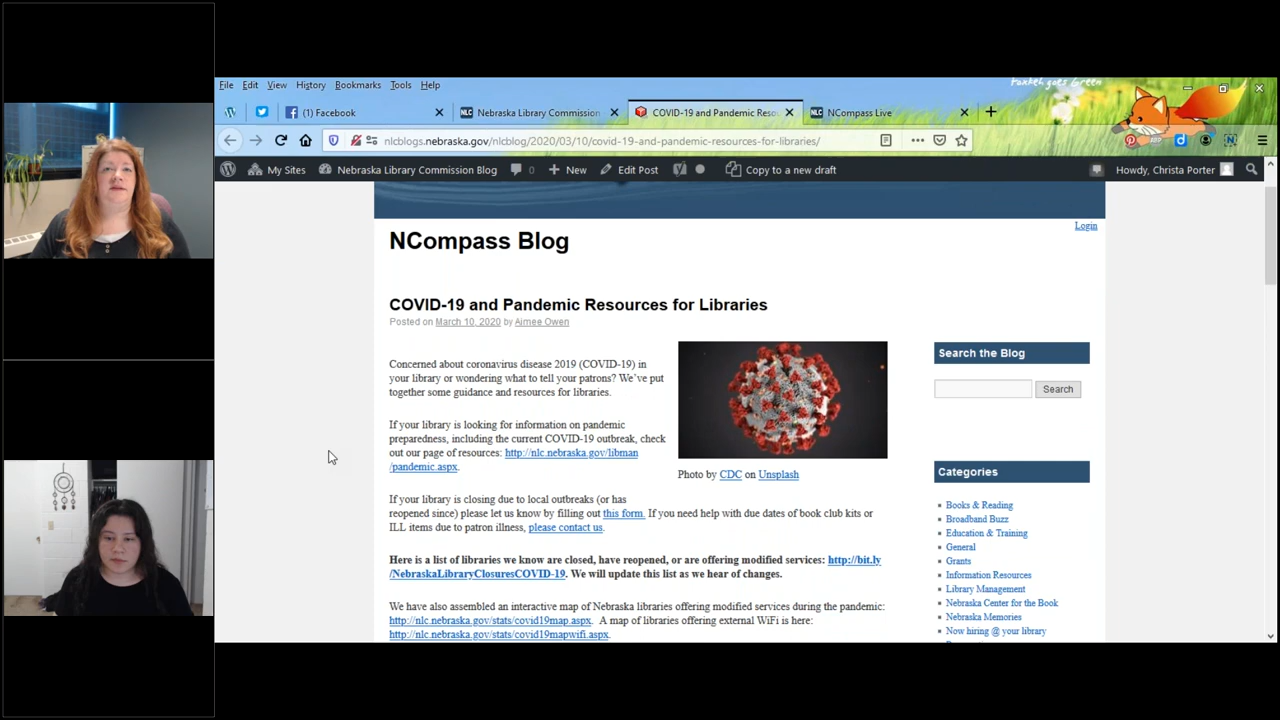 Foxkeh goes Green
File Edit View History Bookmarks Tools Help
(1) Facebook
NLC Nebraska Library Commission
COVID-19 and Pandemic Reso
NLC NCompass Live
nlcblogs.nebraska.gov/nlcblog/2020/03/10/covid-19-and-pandemic-resources-for-libraries/
My Sites Nebraska Library Commission Blog 0 New Edit Post Copy to a new draft Howdy, Christa Porter
Login
NCompass Blog
COVID-19 and Pandemic Resources for Libraries
Posted on March 10, 2020 by Aimee Owen
Concerned about coronavirus disease 2019 (COVID-19) in
your library or wondering what to tell your patrons? We've put
together some guidance and resources for libraries.
If your library is looking for information on pandemic
preparedness, including the current COVID-19 outbreak, check
out our page of resources: http://nlc.nebraska.gov/libman
/pandemic.aspx.
Photo by CDC on Unsplash
If your library is closing due to local outbreaks (or has
reopened since) please let us know by filling out this form. If you need help with due dates of book club kits or
ILL items due to patron illness, please contact us.
Here is a list of libraries we know are closed, have reopened, or are offering modified services: http://bit.ly
/NebraskaLibraryClosuresCOVID-19. We will update this list as we hear of changes.
We have also assembled an interactive map of Nebraska libraries offering modified services during the pandemic:
http://nlc.nebraska.gov/stats/covid19map.aspx. A map of libraries offering external WiFi is here:
http://nlc.nebraska.gov/stats/covid19mapwifi.aspx.
Search the Blog
Search
Categories
Books & Reading
Broadband Buzz
Education & Training
General
Grants
Information Resources
Library Management
Nebraska Center for the Book
Nebraska Memories
Now hiring @ your library